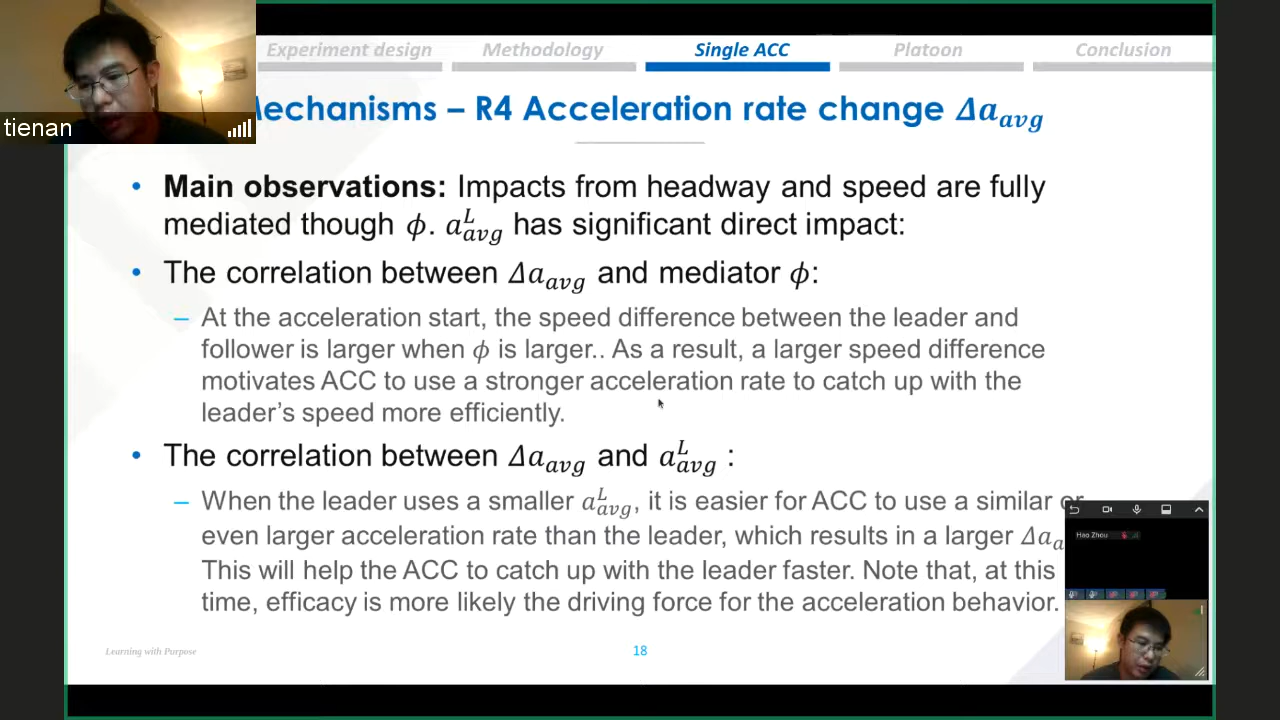 Experiment design
Methodology
Single ACC
Platoon
Conclusion
tienan
Mechanisms – R4 Acceleration rate change Δa_avg
• Main observations: Impacts from headway and speed are fully
mediated though ϕ. a^L_avg has significant direct impact:
• The correlation between Δa_avg and mediator ϕ:
– At the acceleration start, the speed difference between the leader and
follower is larger when ϕ is larger.. As a result, a larger speed difference
motivates ACC to use a stronger acceleration rate to catch up with the
leader’s speed more efficiently.
• The correlation between Δa_avg and a^L_avg :
– When the leader uses a smaller a^L_avg, it is easier for ACC to use a similar or
even larger acceleration rate than the leader, which results in a larger Δa_a
This will help the ACC to catch up with the leader faster. Note that, at this
time, efficacy is more likely the driving force for the acceleration behavior.
Hao Zhou
Learning with Purpose
18